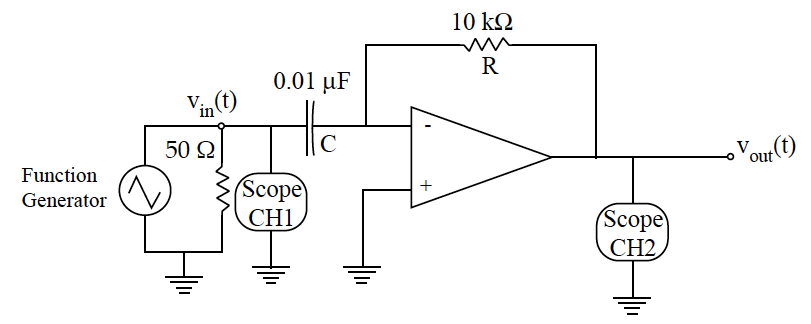 10 kΩ
R
0.01 μF
C
vin(t)
50 Ω
Function
Generator
Scope
CH1
-
+
vout(t)
Scope
CH2